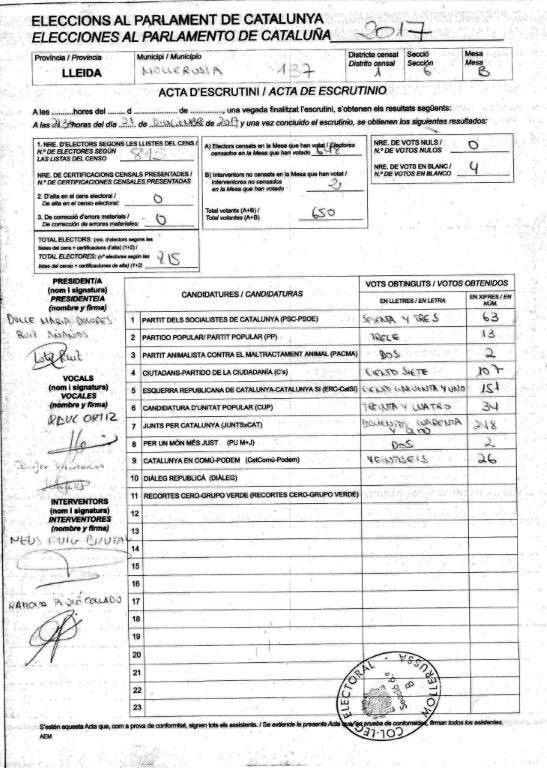 ELECCIONS AL PARLAMENT DE CATALUNYA
ELECCIONES AL PARLAMENTO DE CATALUÑA 2017
Província / Provincia
LLEIDA
Municipi / Municipio
MOLLERUSSA 137
Districte censal
Distrito censal
1
Secció
Sección
6
Mesa
Mesa
B
ACTA D'ESCRUTINI / ACTA DE ESCRUTINIO
A les ..........hores del ...... d .................... de ............, una vegada finalitzat l'escrutini, s'obtenen els resultats següents:
A las horas del día 21 de DICIEMBRE de 2017 y una vez concluido el escrutinio, se obtienen los siguientes resultados:
1. NRE. D'ELECTORS SEGONS LES LLISTES DEL CENS /
N.º DE ELECTORES SEGÚN
LAS LISTAS DEL CENSO 815
NRE. DE CERTIFICACIONS CENSALS PRESENTADES /
N.º DE CERTIFICACIONES CENSALES PRESENTADAS
2. D'alta en el cens electoral /
De alta en el censo electoral: 0
3. De correcció d'errors materials /
De corrección de errores materiales: 0
TOTAL ELECTORS: (nre. d'electors segons les
llistes del cens + certificacions d'alta) (1+2) /
TOTAL ELECTORES: (nº electores según las
listas del censo + certificaciones de alta) (1+2) 815
A) Electors censats en la Mesa que han votat / Electores
censados en la Mesa que han votado 648
B) Interventors no censats en la Mesa que han votat /
Interventores no censados
en la Mesa que han votado 2
Total votants (A+B) /
Total votantes (A+B) 650
NRE. DE VOTS NULS /
N.º DE VOTOS NULOS 0
NRE. DE VOTS EN BLANC /
N.º DE VOTOS EN BLANCO 4
PRESIDENT/A
(nom i signatura)
PRESIDENTE/A
(nombre y firma)
DOLCE MARIA DOLORES
RUIT
VOCALS
(nom i signatura)
VOCALES
(nombre y firma)
RAUL ORTIZ
INTERVENTORS
(nom i signatura)
INTERVENTORES
(nombre y firma)
NEUS PUIG
COLLADO
CANDIDATURES / CANDIDATURAS
VOTS OBTINGUTS / VOTOS OBTENIDOS
EN LLETRES / EN LETRA
EN XIFRES / EN NÚM.
1 PARTIT DELS SOCIALISTES DE CATALUNYA (PSC-PSOE) SESENTA Y TRES 63
2 PARTIDO POPULAR/ PARTIT POPULAR (PP) TRECE 13
3 PARTIT ANIMALISTA CONTRA EL MALTRACTAMENT ANIMAL (PACMA) DOS 2
4 CIUTADANS-PARTIDO DE LA CIUDADANÍA (C's) CIENTO SIETE 107
5 ESQUERRA REPUBLICANA DE CATALUNYA-CATALUNYA SÍ (ERC-CatSí) CIENTO CINCUENTA Y UNO 151
6 CANDIDATURA D'UNITAT POPULAR (CUP) TREINTA Y CUATRO 34
7 JUNTS PER CATALUNYA (JUNTSxCAT) DOSCIENTOS CUARENTA Y OCHO 248
8 PER UN MÓN MÉS JUST (PU M+J) DOS 2
9 CATALUNYA EN COMÚ-PODEM (CatComú-Podem) VEINTISEIS 26
10 DIÀLEG REPUBLICÀ (DIÀLEG)
11 RECORTES CERO-GRUPO VERDE (RECORTES CERO-GRUPO VERDE)
12
13
14
15
16
17
18
19
20
21
22
23
COL·LEGI ELECTORAL - MOLLERUSSA
Secció 6ª
B
S'estén aquesta Acta que, com a prova de conformitat, signen tots els assistents. / Se extiende la presente Acta que, en prueba de conformidad, firman todos los asistentes.
AEM